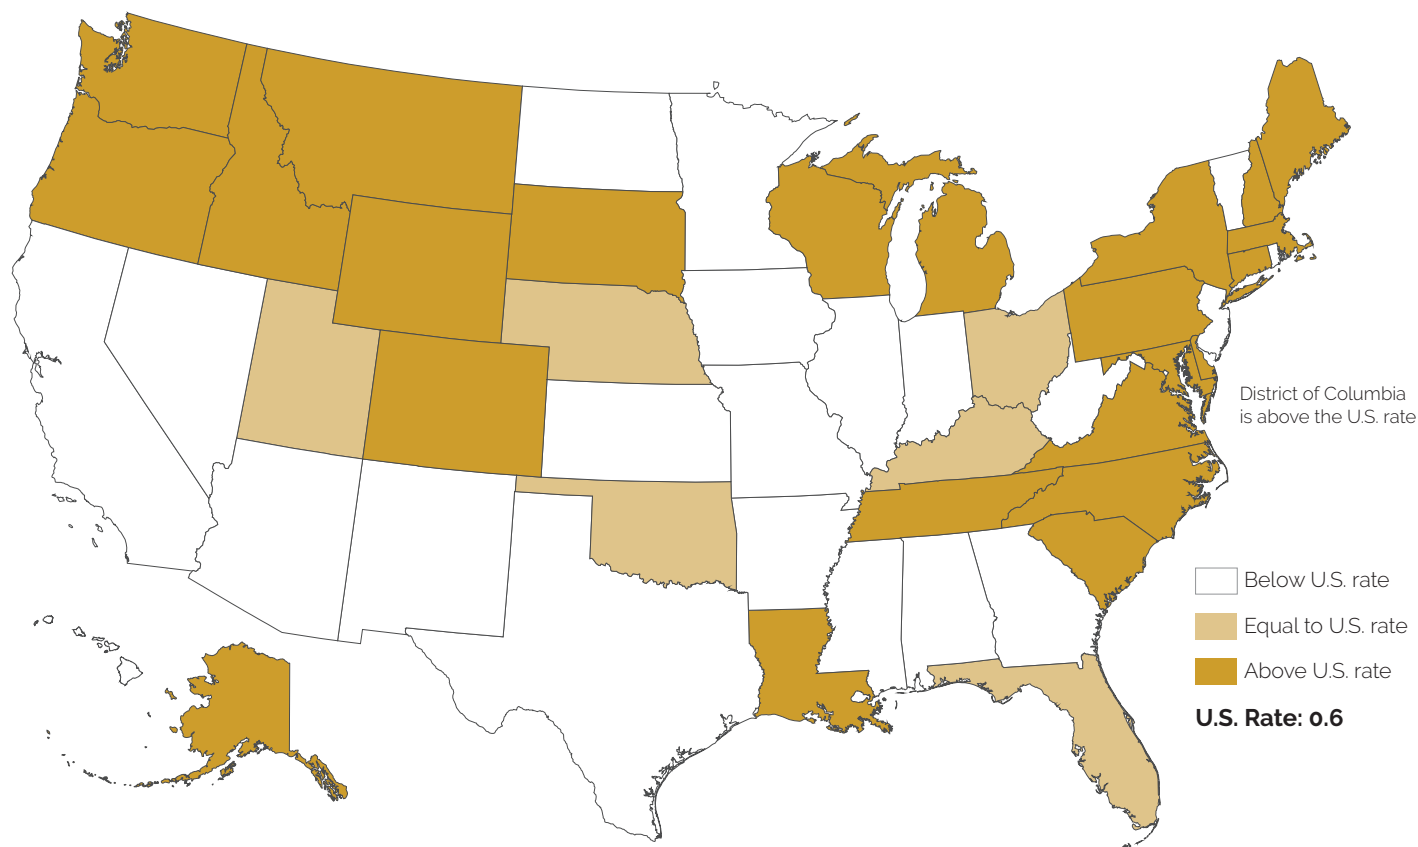 District of Columbia
is above the U.S. rate
Below U.S. rate
Equal to U.S. rate
Above U.S. rate
U.S. Rate: 0.6